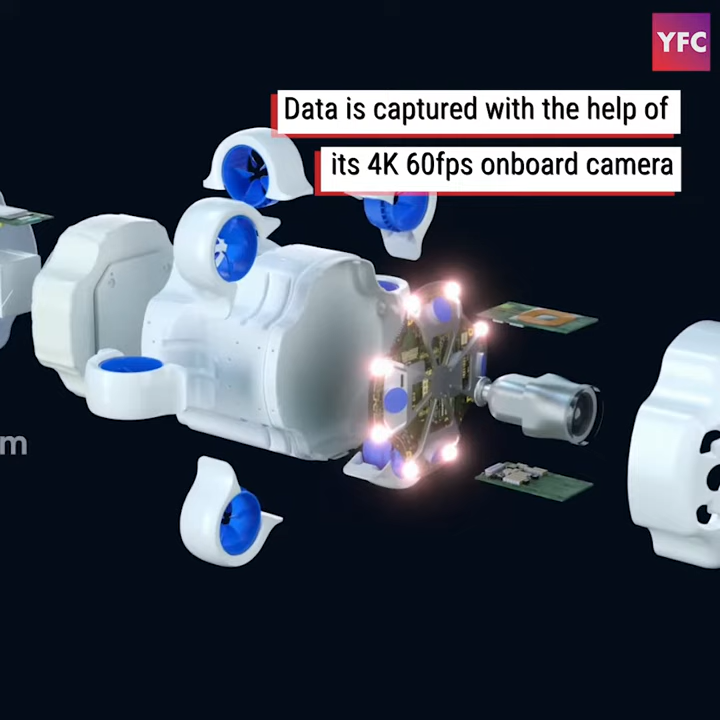 YFC
Data is captured with the help of
its 4K 60fps onboard camera
m